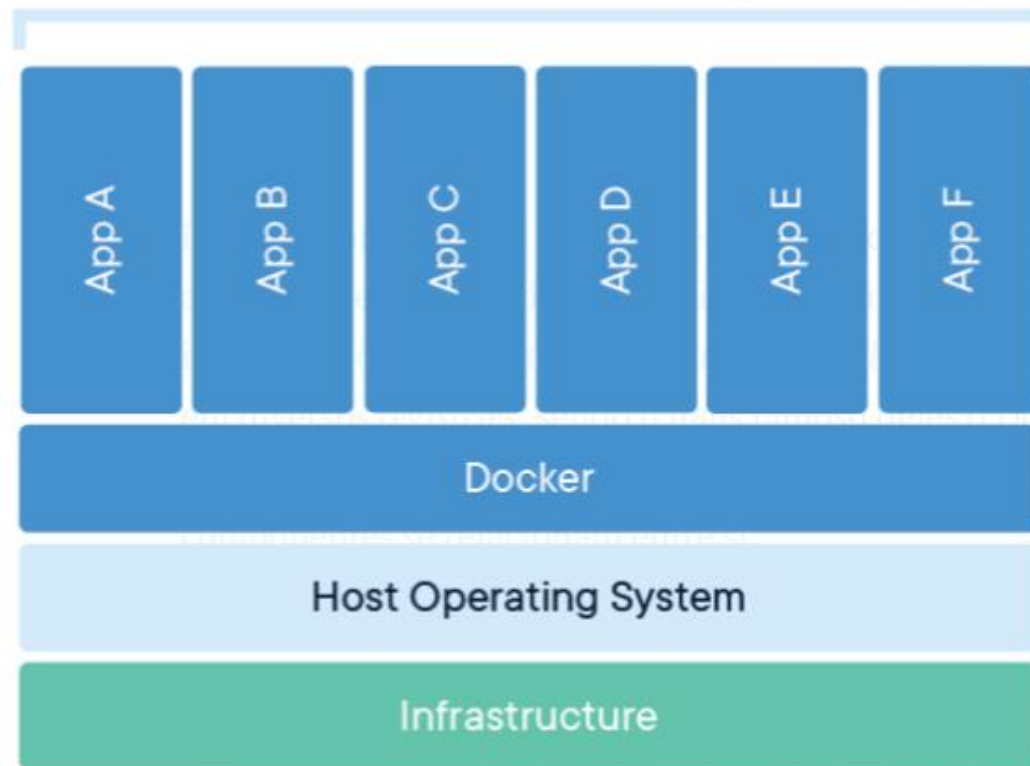 App A
App B
App C
App D
App E
App F
Docker
Host Operating System
Infrastructure